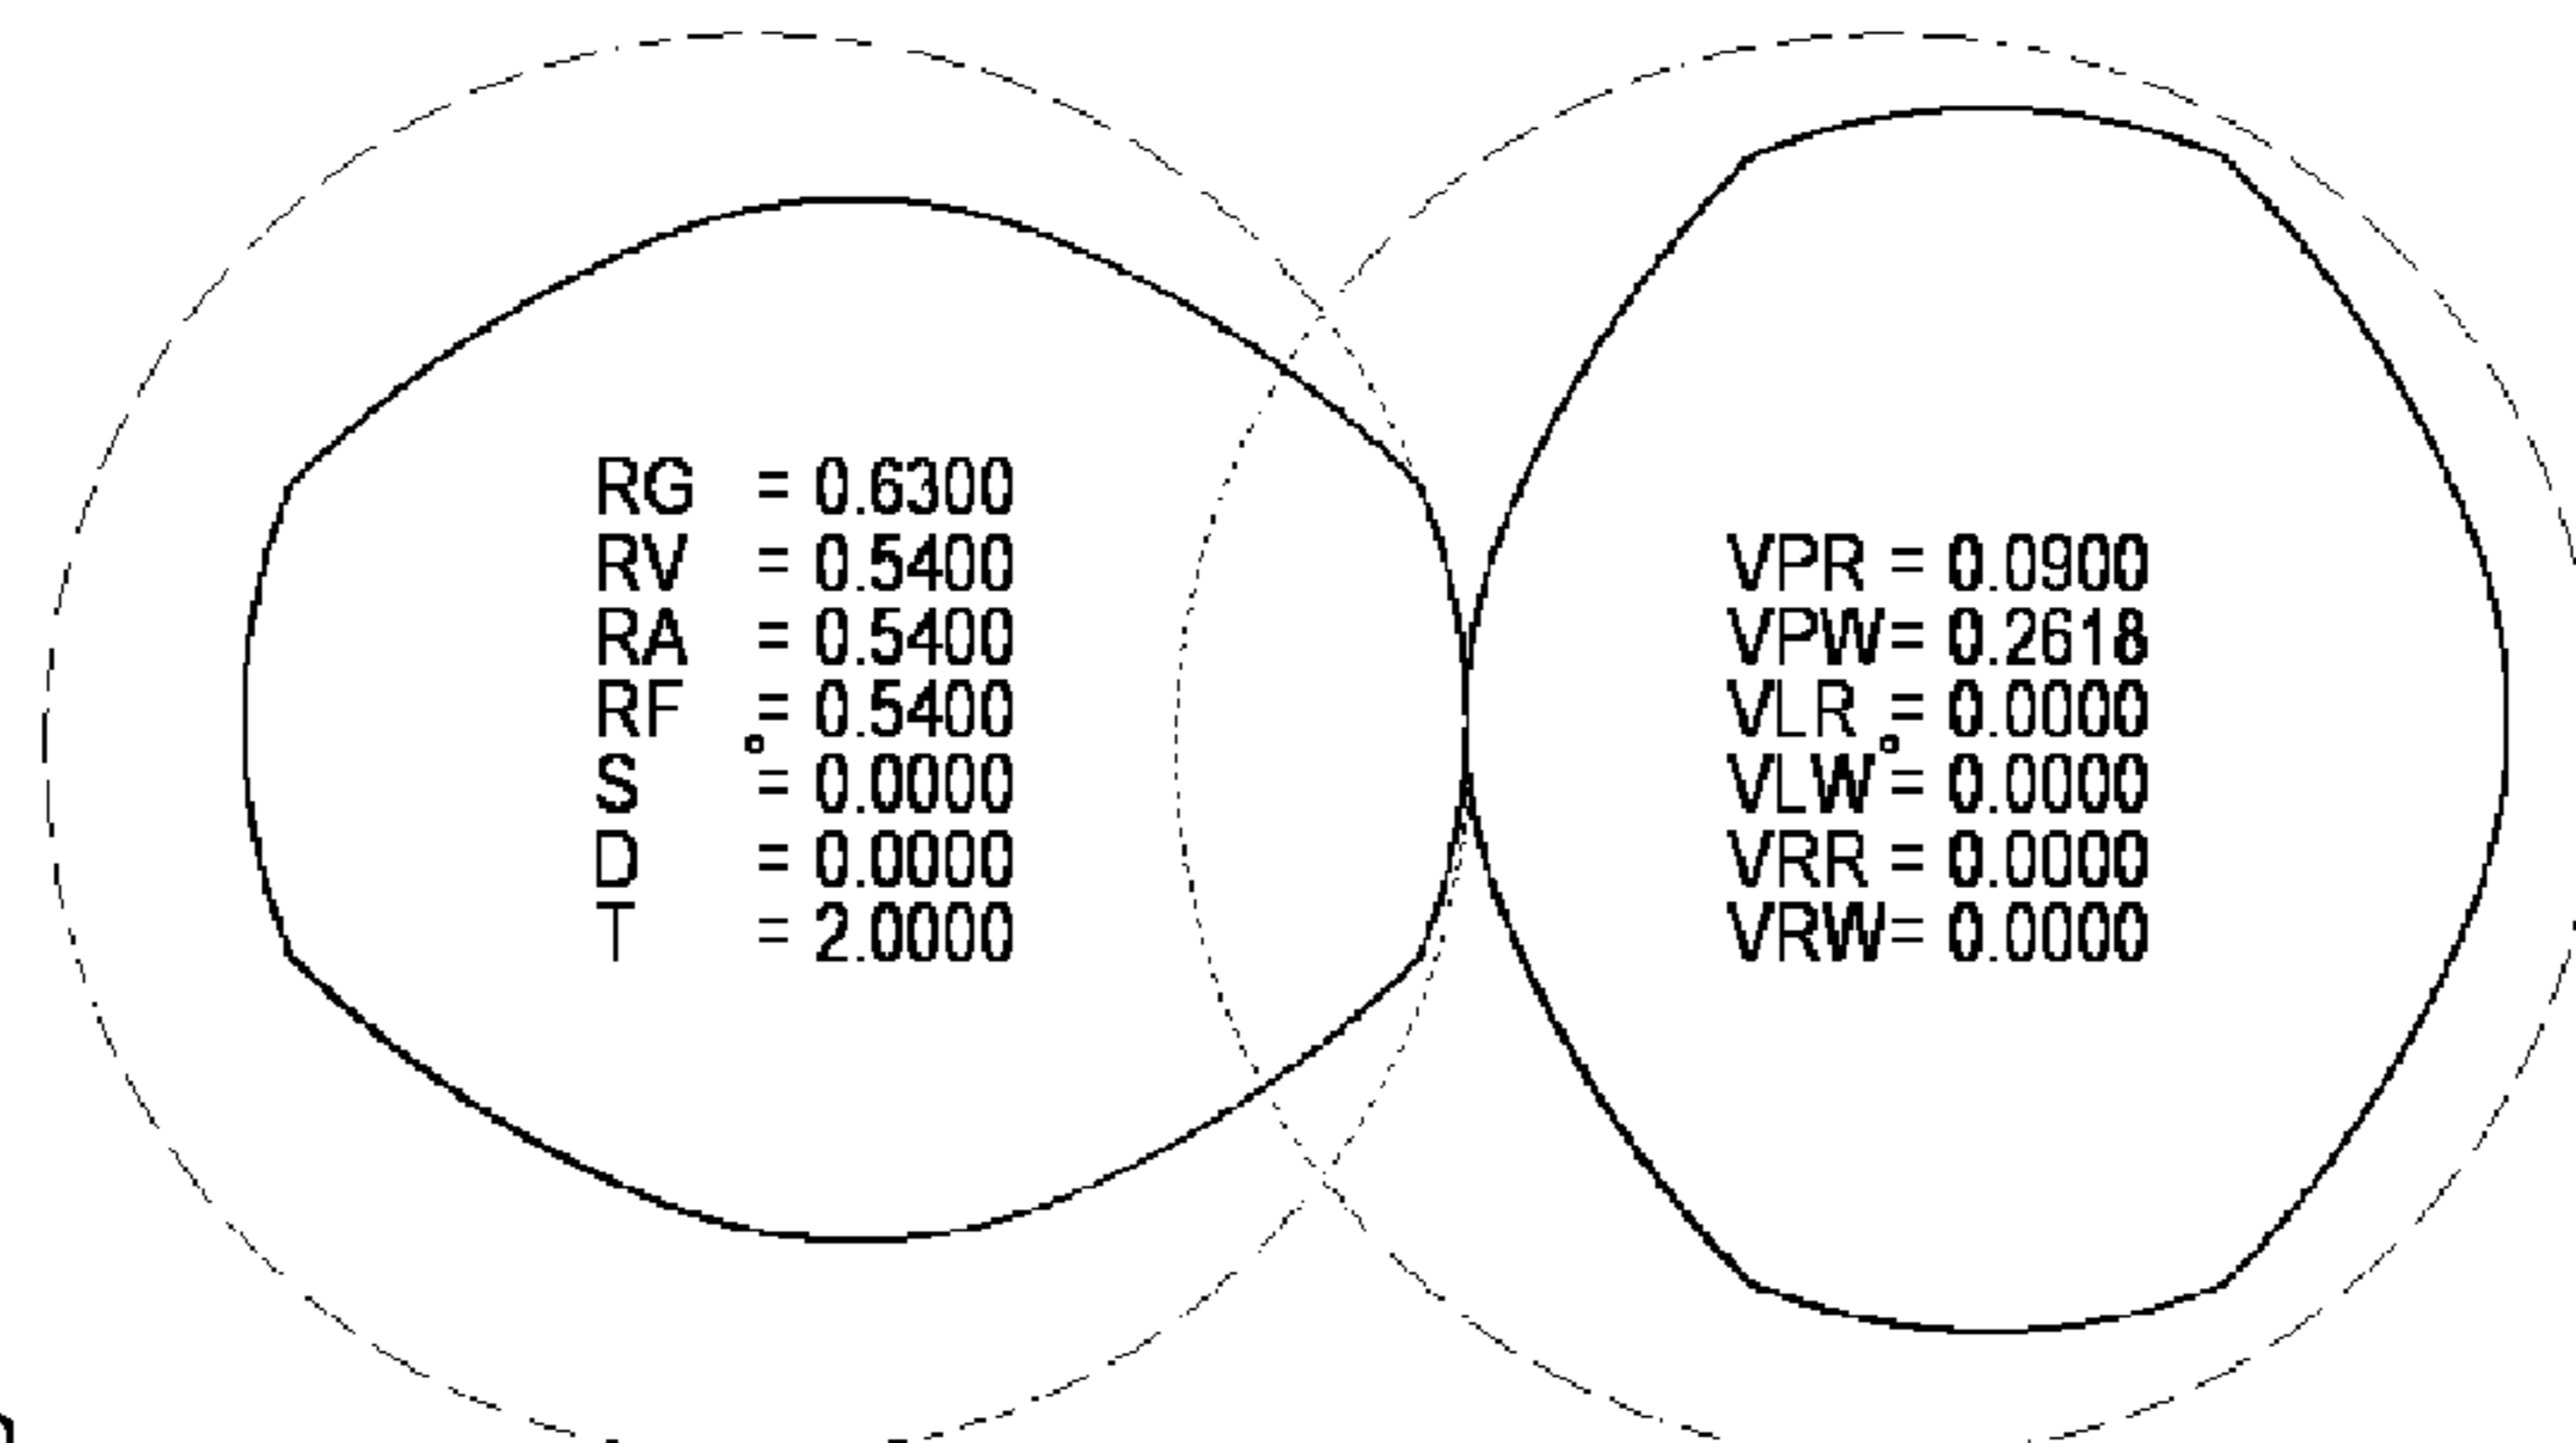 RG = 0.6300
RV = 0.5400
RA = 0.5400
RF = 0.5400
S = 0.0000
D = 0.0000
T = 2.0000
VPR = 0.0900
VPW= 0.2618
VLR = 0.0000
VLW = 0.0000
VRR = 0.0000
VRW= 0.0000